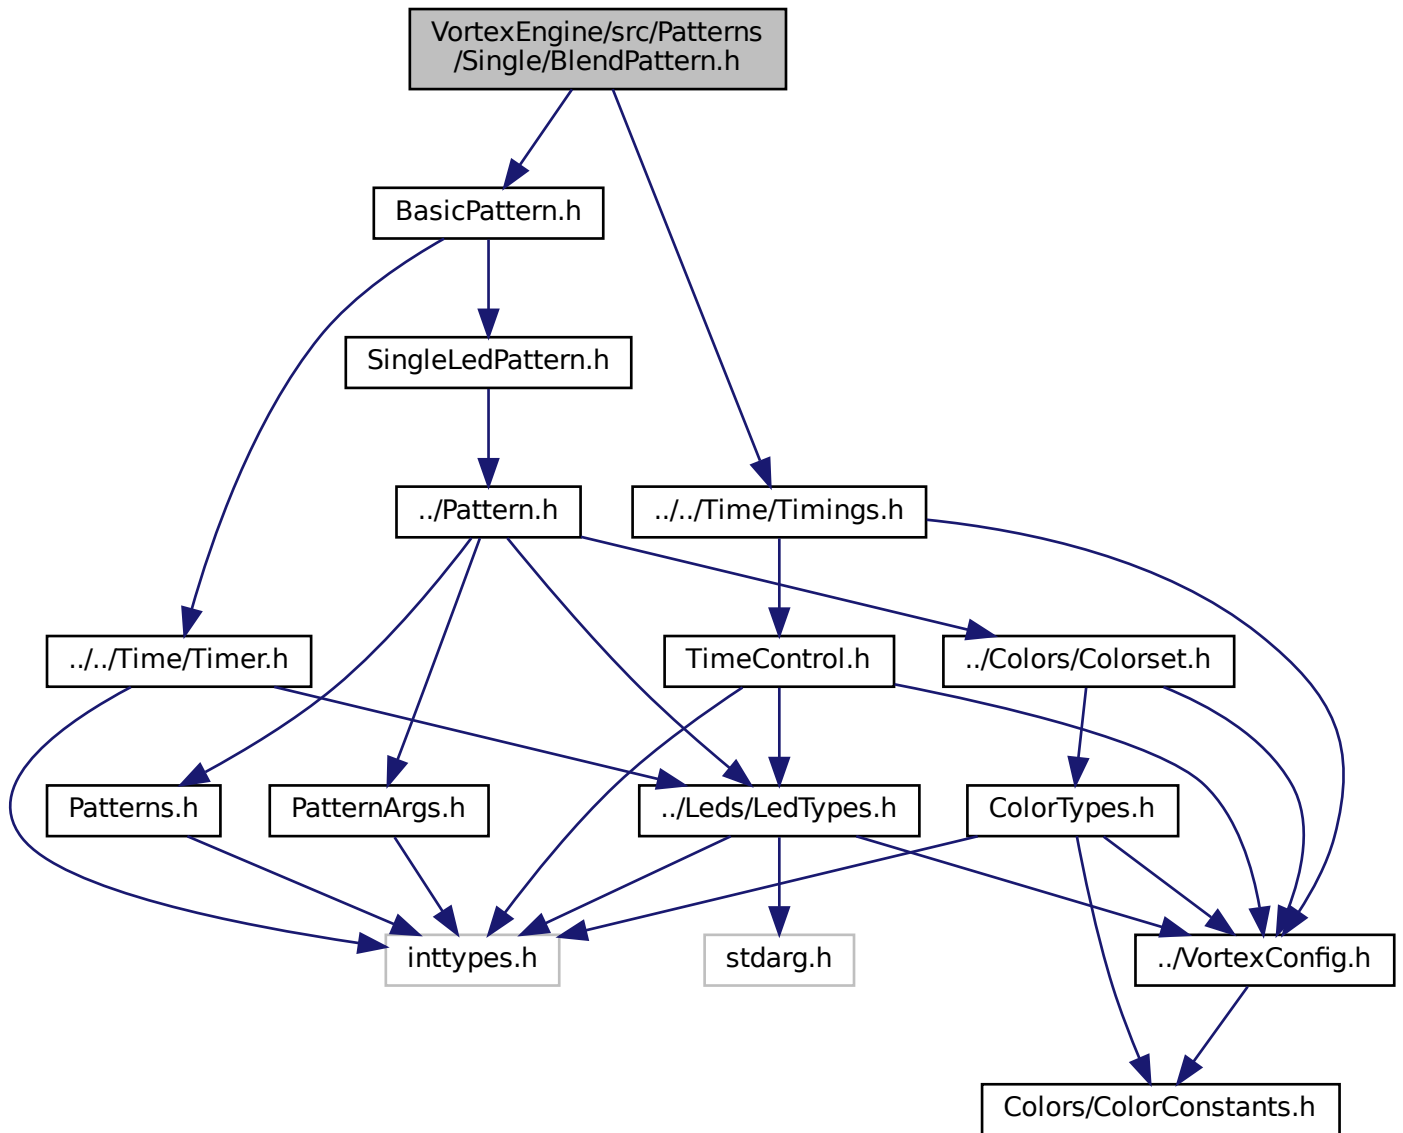 VortexEngine/src/Patterns
/Single/BlendPattern.h
BasicPattern.h
SingleLedPattern.h
../Pattern.h
../../Time/Timings.h
../../Time/Timer.h
TimeControl.h
../Colors/Colorset.h
Patterns.h
PatternArgs.h
../Leds/LedTypes.h
ColorTypes.h
inttypes.h
stdarg.h
../VortexConfig.h
Colors/ColorConstants.h